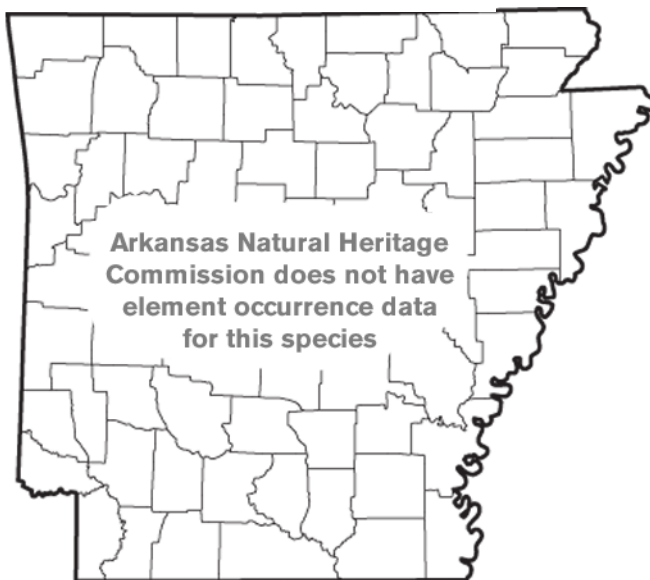 Arkansas Natural Heritage
Commission does not have
element occurrence data
for this species